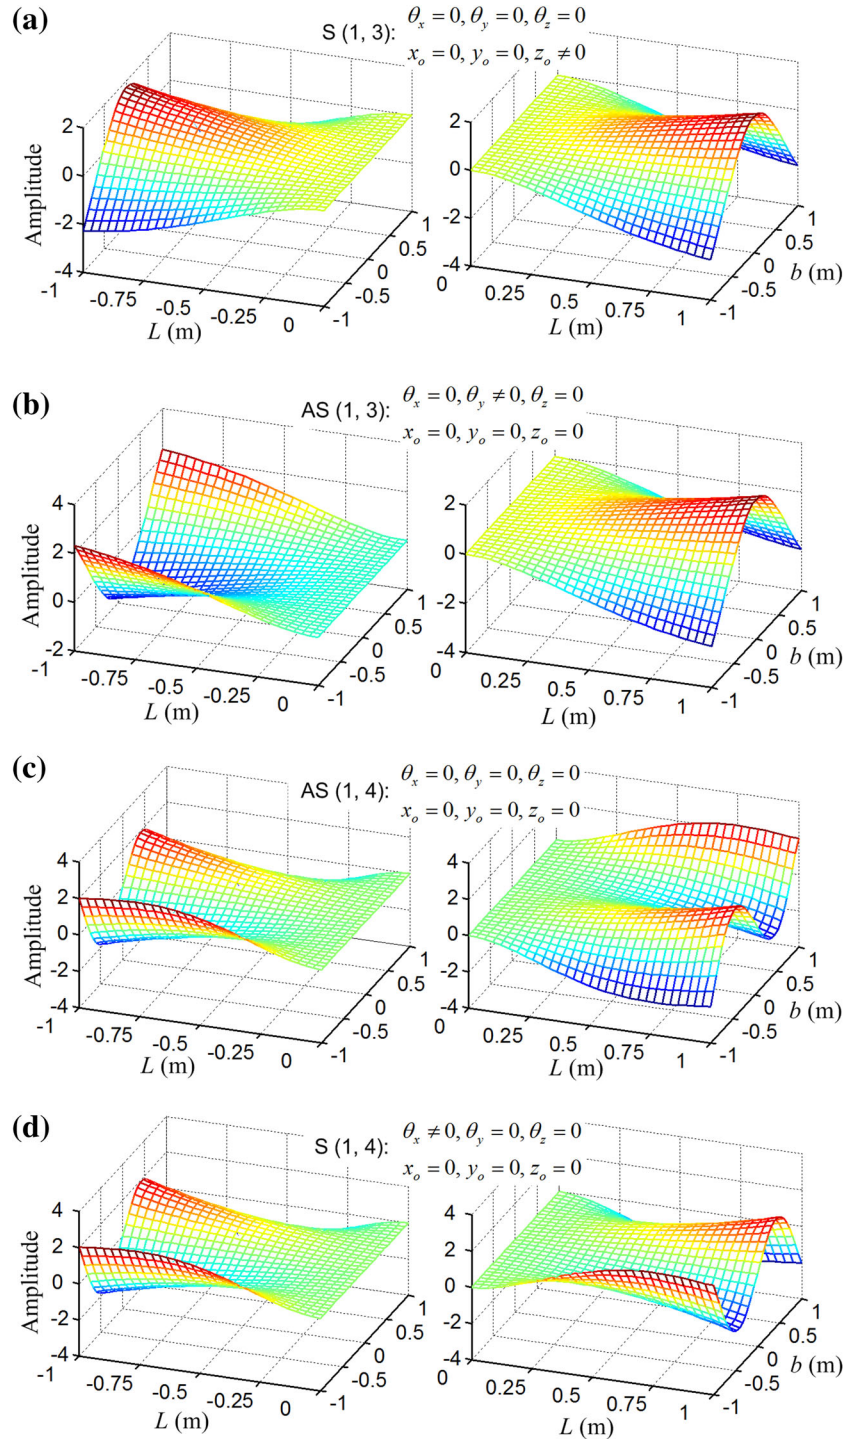 (a)
S (1, 3): θx = 0, θy = 0, θz = 0
xo = 0, yo = 0, zo ≠ 0
Amplitude
2
0
-2
-4
-1 -0.75 -0.5 -0.25 0
L (m)
-1 -0.5 0 0.5 1
2
0
-2
-4
0 0.25 0.5 0.75 1
L (m)
-1 -0.5 0 0.5 1
b (m)
(b)
AS (1, 3): θx = 0, θy ≠ 0, θz = 0
xo = 0, yo = 0, zo = 0
Amplitude
4
2
0
-2
-1 -0.75 -0.5 -0.25 0
L (m)
-1 -0.5 0 0.5 1
2
0
-2
-4
0 0.25 0.5 0.75 1
L (m)
-1 -0.5 0 0.5 1
b (m)
(c)
AS (1, 4): θx = 0, θy = 0, θz = 0
xo = 0, yo = 0, zo = 0
Amplitude
4
2
0
-2
-4
-1 -0.75 -0.5 -0.25 0
L (m)
-1 -0.5 0 0.5 1
4
2
0
-2
-4
0 0.25 0.5 0.75 1
L (m)
-1 -0.5 0 0.5 1
b (m)
(d)
S (1, 4): θx ≠ 0, θy = 0, θz = 0
xo = 0, yo = 0, zo = 0
Amplitude
4
2
0
-2
-4
-1 -0.75 -0.5 -0.25 0
L (m)
-1 -0.5 0 0.5 1
4
2
0
-2
-4
0 0.25 0.5 0.75 1
L (m)
-1 -0.5 0 0.5 1
b (m)